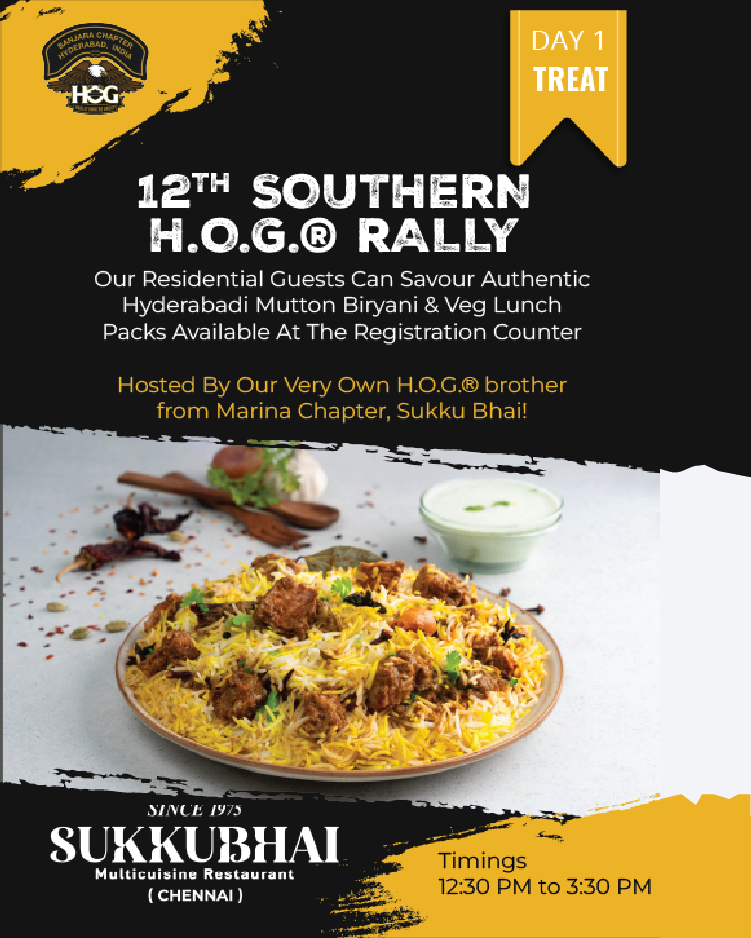 BANJARA CHAPTER
HYDERABAD, INDIA
HOG
DAY 1
TREAT
12TH SOUTHERN
H.O.G.® RALLY
Our Residential Guests Can Savour Authentic
Hyderabadi Mutton Biryani & Veg Lunch
Packs Available At The Registration Counter
Hosted By Our Very Own H.O.G.® brother
from Marina Chapter, Sukku Bhai!
SINCE 1975
SUKKUBHAI
Multicuisine Restaurant
( CHENNAI )
Timings
12:30 PM to 3:30 PM